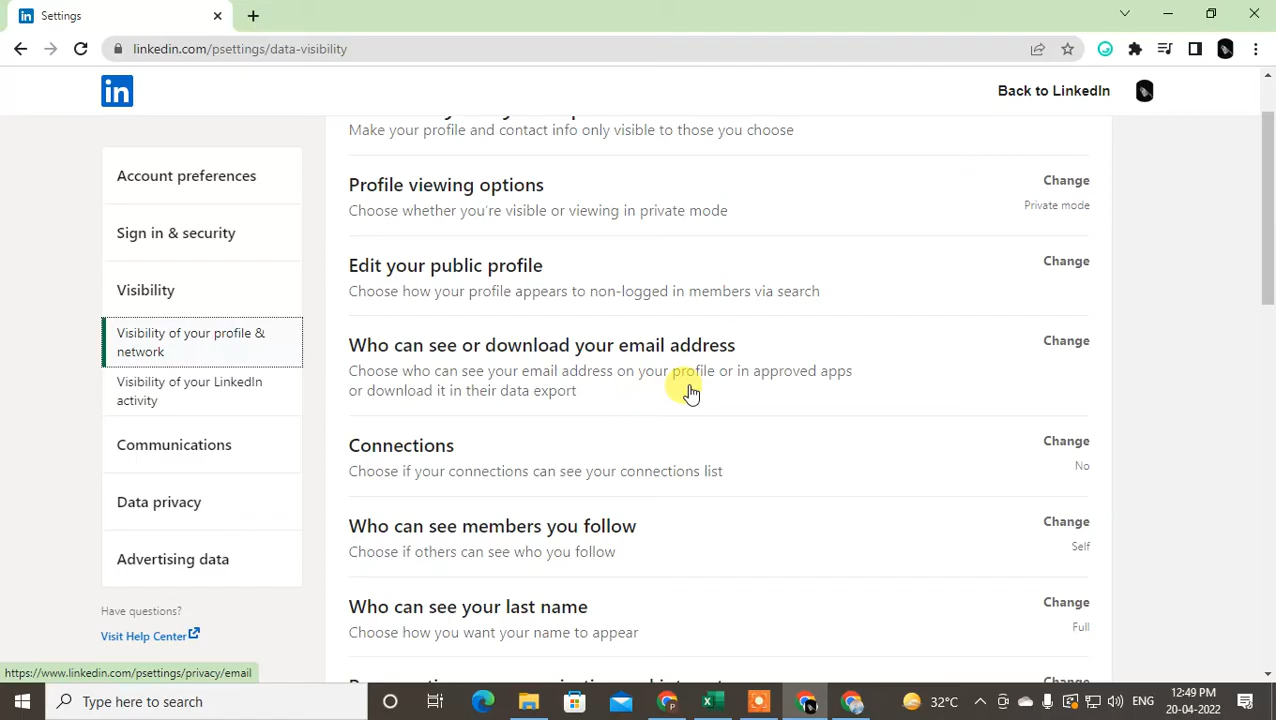 Settings
linkedin.com/psettings/data-visibility
in
Back to LinkedIn
Make your profile and contact info only visible to those you choose
Account preferences
Sign in & security
Visibility
Visibility of your profile &
network
Visibility of your LinkedIn
activity
Communications
Data privacy
Advertising data
Have questions?
Visit Help Center
Profile viewing options
Change
Choose whether you're visible or viewing in private mode
Private mode
Edit your public profile
Change
Choose how your profile appears to non-logged in members via search
Who can see or download your email address
Change
Choose who can see your email address on your profile or in approved apps
or download it in their data export
Connections
Change
Choose if your connections can see your connections list
No
Who can see members you follow
Change
Choose if others can see who you follow
Self
Who can see your last name
Change
Choose how you want your name to appear
Full
https://www.linkedin.com/psettings/privacy/email
Type here to search
32°C
ENG
12:49 PM
20-04-2022